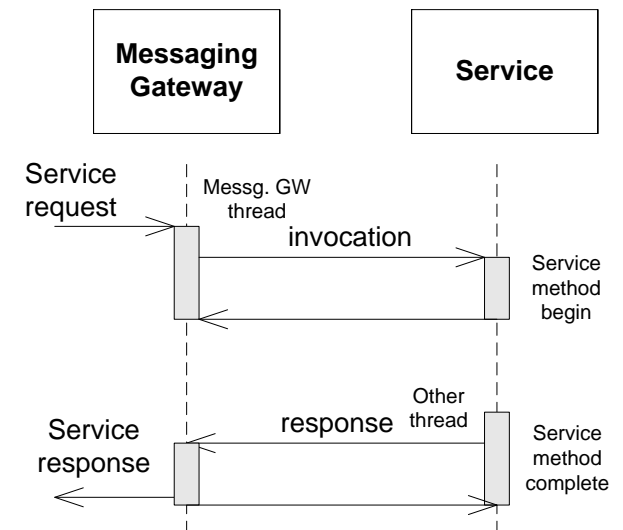 Messaging
Gateway
Service
Service
request
Messg. GW
thread
invocation
Service
method
begin
Other
thread
response
Service
response
Service
method
complete